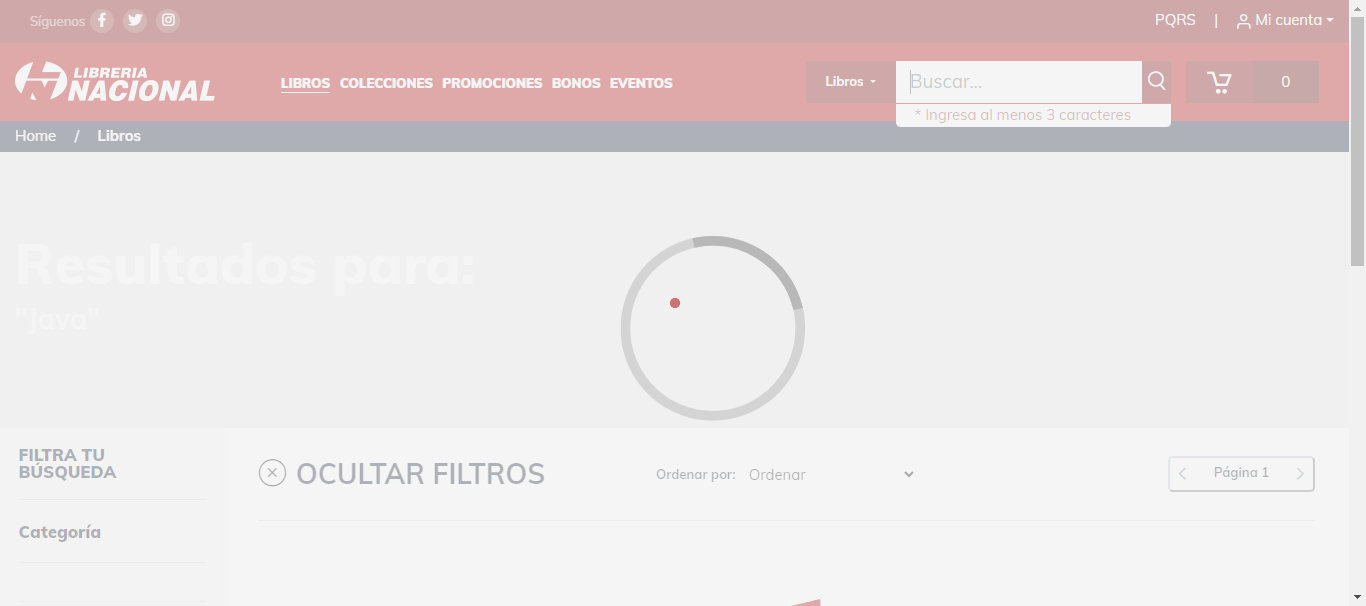 Síguenos
PQRS | Mi cuenta
LIBRERIA
NACIONAL
LIBROS COLECCIONES PROMOCIONES BONOS EVENTOS
Libros
Buscar...
0
* Ingresa al menos 3 caracteres
Home / Libros
Resultados para:
"Java"
FILTRA TU
BÚSQUEDA
Categoría
OCULTAR FILTROS
Ordenar por: Ordenar
Página 1